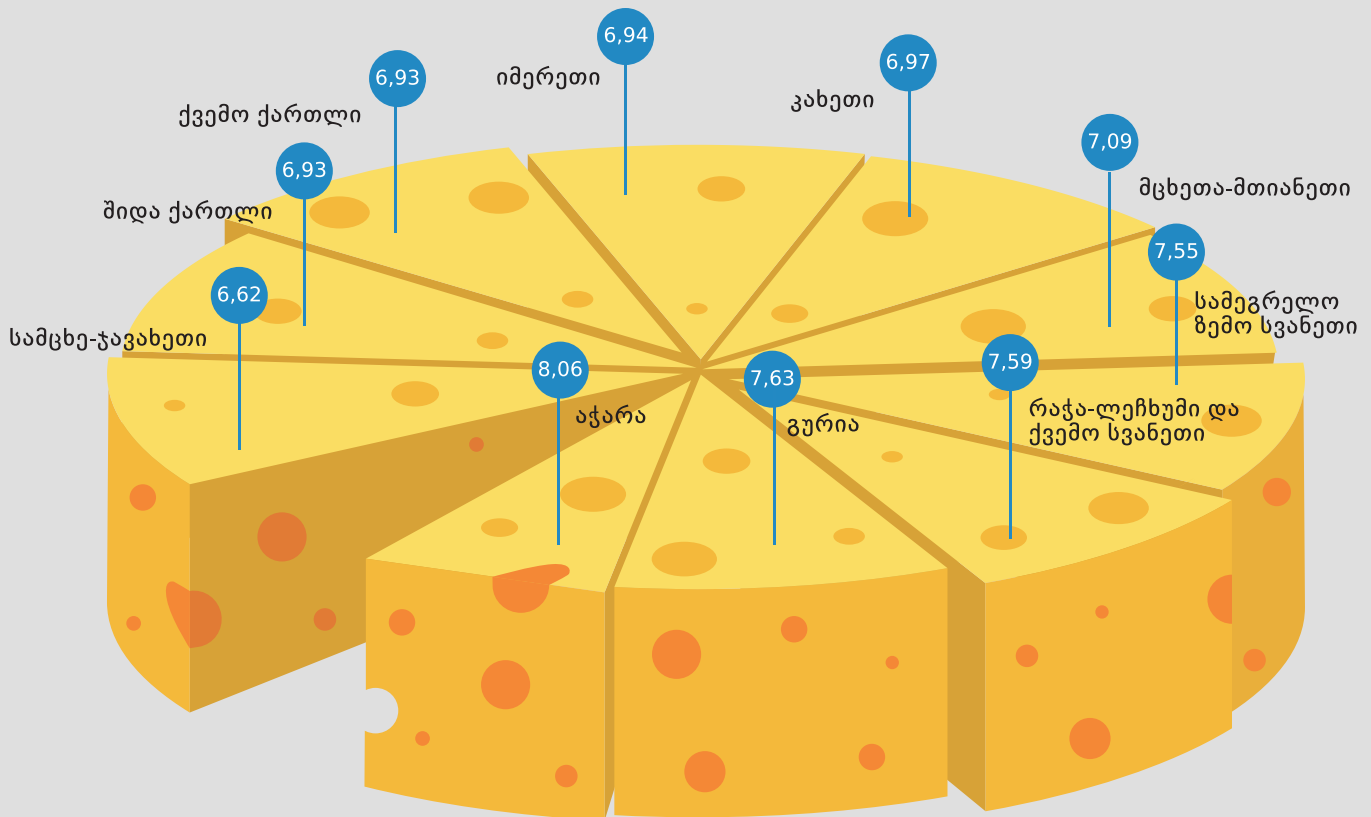 6,94
იმერეთი
6,93
ქვემო ქართლი
6,97
კახეთი
6,93
შიდა ქართლი
7,09
მცხეთა-მთიანეთი
6,62
სამცხე-ჯავახეთი
7,55
სამეგრელო
ზემო სვანეთი
8,06
აჭარა
7,63
გურია
7,59
რაჭა-ლეჩხუმი და
ქვემო სვანეთი